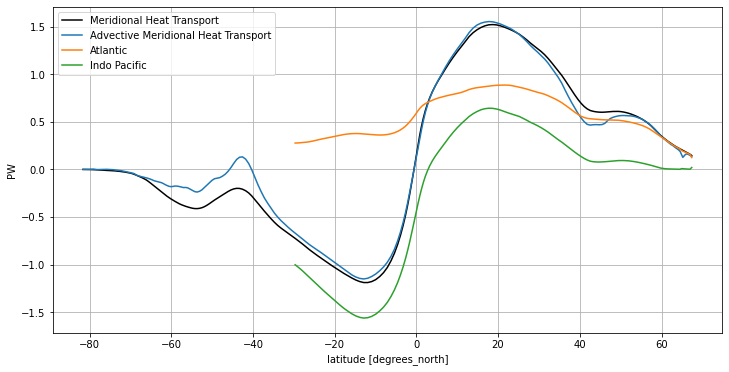 Meridional Heat Transport
Advective Meridional Heat Transport
Atlantic
Indo Pacific
1.5
1.0
0.5
0.0
−0.5
−1.0
−1.5
PW
−80 −60 −40 −20 0 20 40 60
latitude [degrees_north]